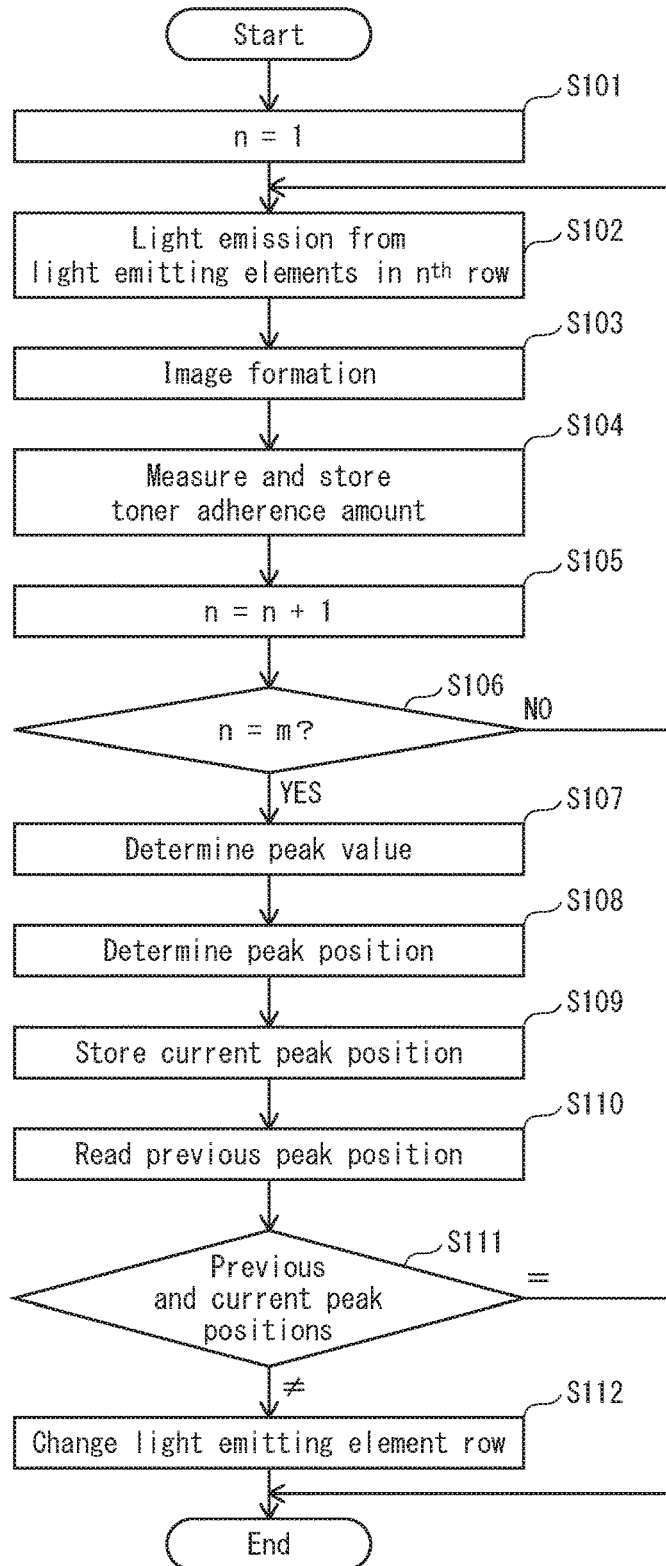 Start
S101
n = 1
S102
Light emission from
light emitting elements in nth row
S103
Image formation
S104
Measure and store
toner adherence amount
S105
n = n + 1
S106
n = m?
NO
YES
S107
Determine peak value
S108
Determine peak position
S109
Store current peak position
S110
Read previous peak position
S111
Previous
and current peak
positions
=
≠
S112
Change light emitting element row
End